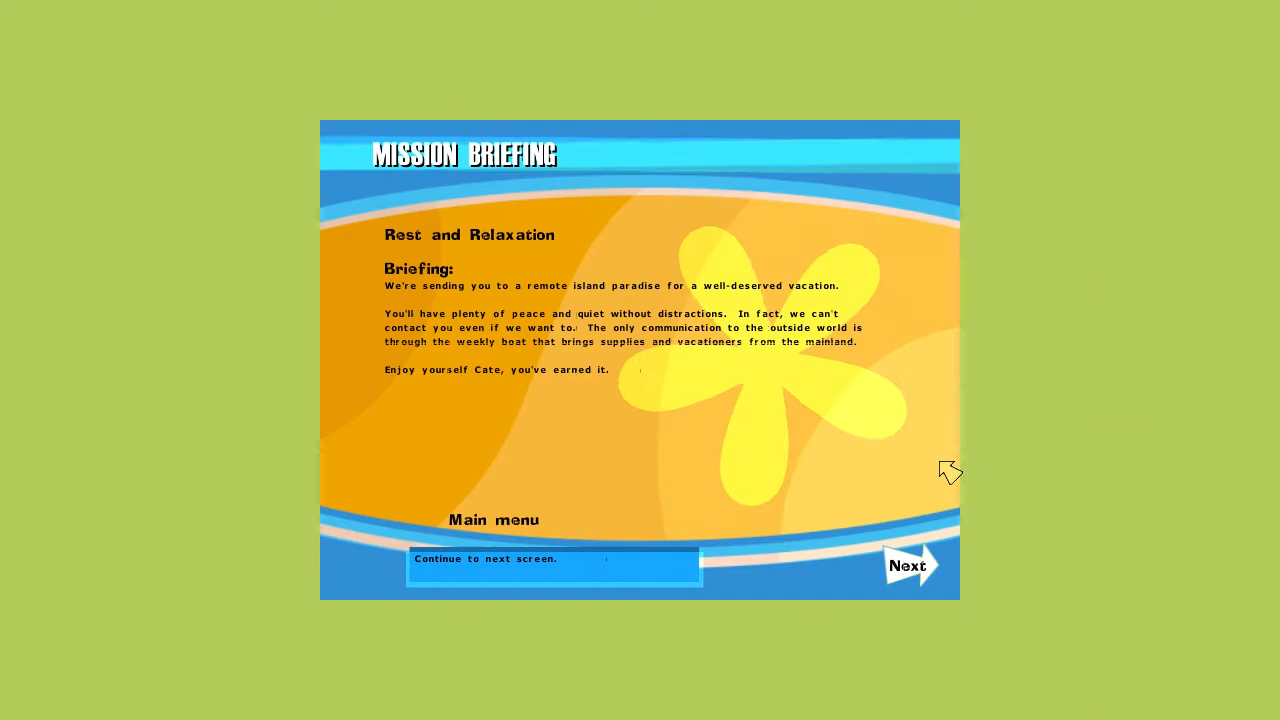 MISSION BRIEFING
Rest and Relaxation
Briefing:
We're sending you to a remote island paradise for a well-deserved vacation.
You'll have plenty of peace and quiet without distractions. In fact, we can't
contact you even if we want to. The only communication to the outside world is
through the weekly boat that brings supplies and vacationers from the mainland.
Enjoy yourself Cate, you've earned it.
Main menu
Continue to next screen.
Next